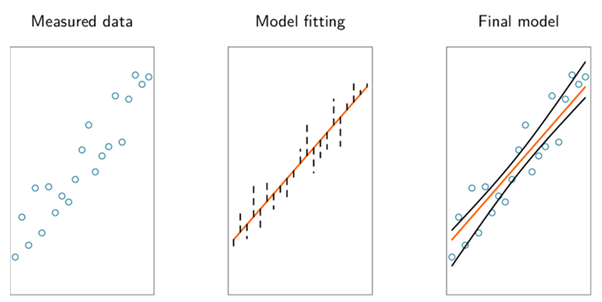 Measured data
Model fitting
Final model